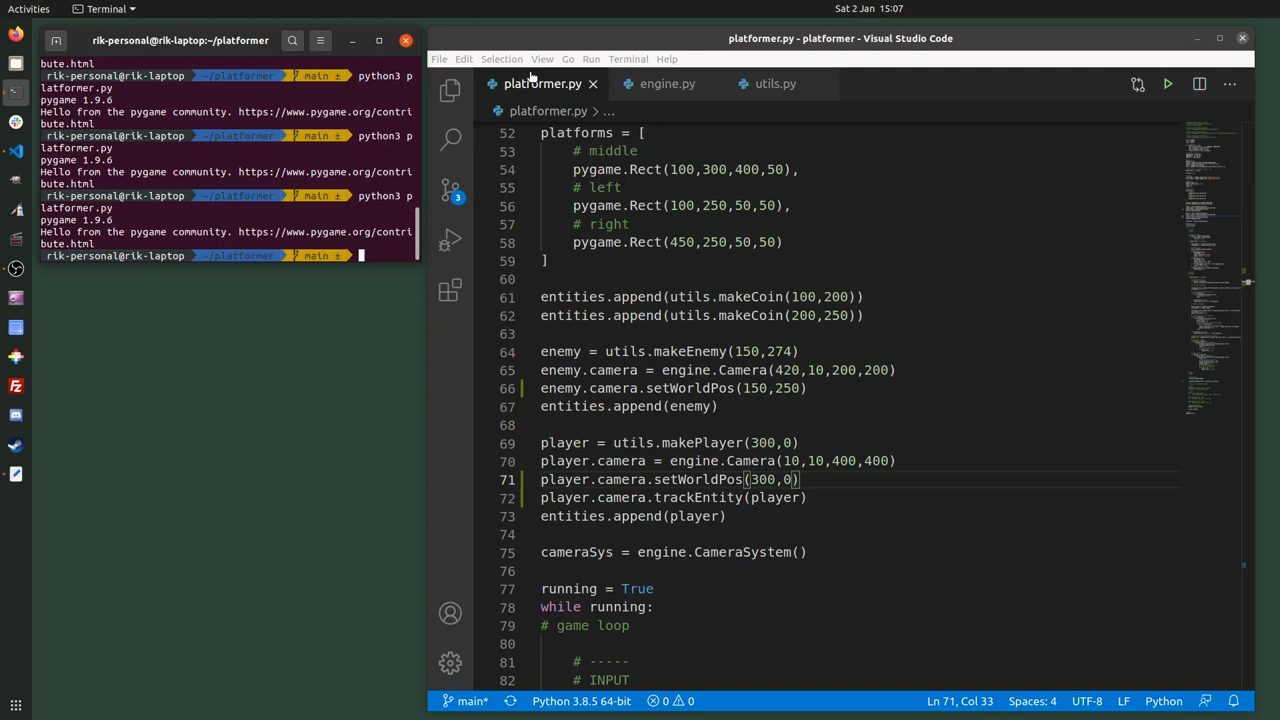 Activities
Terminal
Sat 2 Jan 15:07
rik-personal@rik-laptop:~/platformer
bute.html
rik-personal@rik-laptop ~/platformer main ± python3 p
latformer.py
pygame 1.9.6
Hello from the pygame community. https://www.pygame.org/contri
bute.html
rik-personal@rik-laptop ~/platformer main ± python3 p
latformer.py
pygame 1.9.6
Hello from the pygame community. https://www.pygame.org/contri
bute.html
rik-personal@rik-laptop ~/platformer main ± python3 p
latformer.py
pygame 1.9.6
Hello from the pygame community. https://www.pygame.org/contri
bute.html
rik-personal@rik-laptop ~/platformer main ±
platformer.py - platformer - Visual Studio Code
File Edit Selection View Go Run Terminal Help
platformer.py engine.py utils.py
platformer.py > ...
3
52 platforms = [
53 # middle
54 pygame.Rect(100,300,400,50),
55 # left
56 pygame.Rect(100,250,50,50),
57 # right
58 pygame.Rect(450,250,50,50)
59 ]
60
61 entities.append(utils.makeCoin(100,200))
62 entities.append(utils.makeCoin(200,250))
63
64 enemy = utils.makeEnemy(150,274)
65 enemy.camera = engine.Camera(420,10,200,200)
66 enemy.camera.setWorldPos(150,250)
67 entities.append(enemy)
68
69 player = utils.makePlayer(300,0)
70 player.camera = engine.Camera(10,10,400,400)
71 player.camera.setWorldPos(300,0)
72 player.camera.trackEntity(player)
73 entities.append(player)
74
75 cameraSys = engine.CameraSystem()
76
77 running = True
78 while running:
79 # game loop
80
81 # -----
82 # INPUT
main* Python 3.8.5 64-bit 0 0 Ln 71, Col 33 Spaces: 4 UTF-8 LF Python